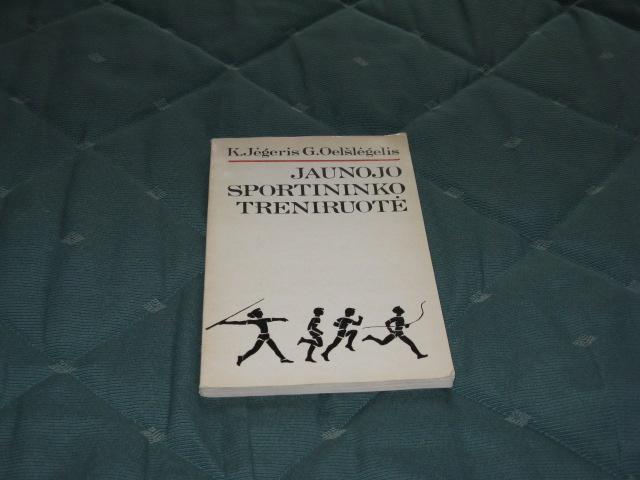 K.Jėgeris G.Oelšlėgelis
JAUNOJO
SPORTININKO
TRENIRUOTĖ